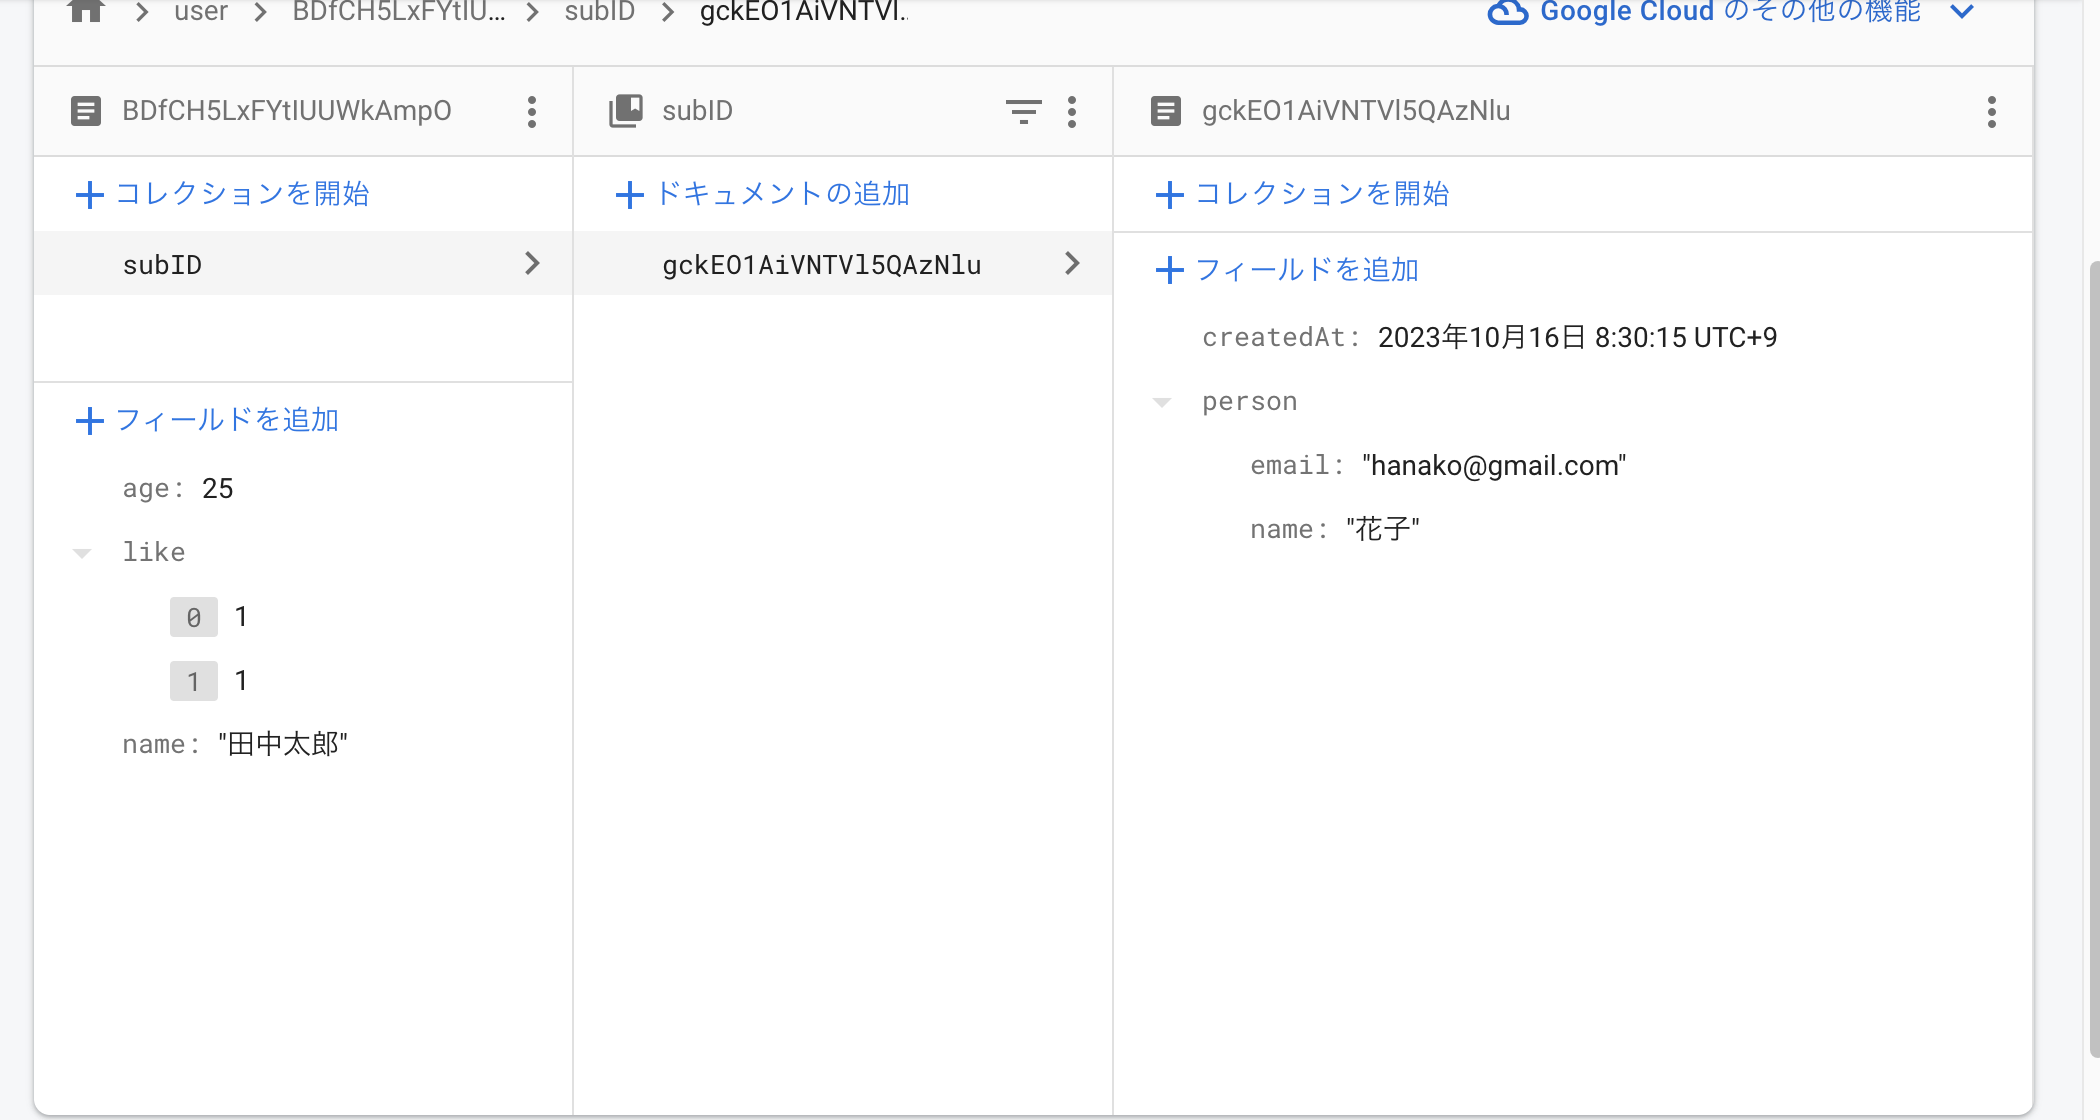 user > BDfCH5LxFYtIU... > subID > gckEO1AiVNTVl..
Google Cloud のその他の機能
BDfCH5LxFYtIUUWkAmpO
コレクションを開始
subID
フィールドを追加
age: 25
like
0 1
1 1
name: "田中太郎"
subID
ドキュメントの追加
gckEO1AiVNTVl5QAzNlu
gckEO1AiVNTVl5QAzNlu
コレクションを開始
フィールドを追加
createdAt: 2023年10月16日 8:30:15 UTC+9
person
email: "hanako@gmail.com"
name: "花子"